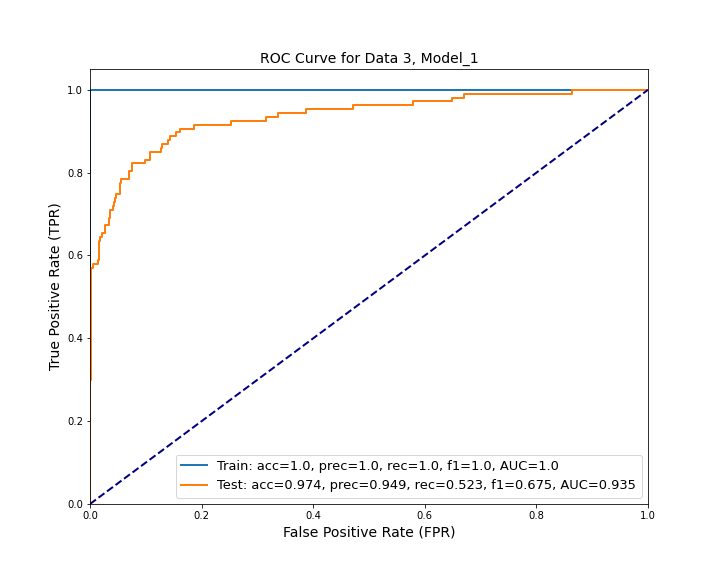 ROC Curve for Data 3, Model_1
True Positive Rate (TPR)
1.0
0.8
0.6
0.4
0.2
0.0
Train: acc=1.0, prec=1.0, rec=1.0, f1=1.0, AUC=1.0
Test: acc=0.974, prec=0.949, rec=0.523, f1=0.675, AUC=0.935
0.0 0.2 0.4 0.6 0.8 1.0
False Positive Rate (FPR)